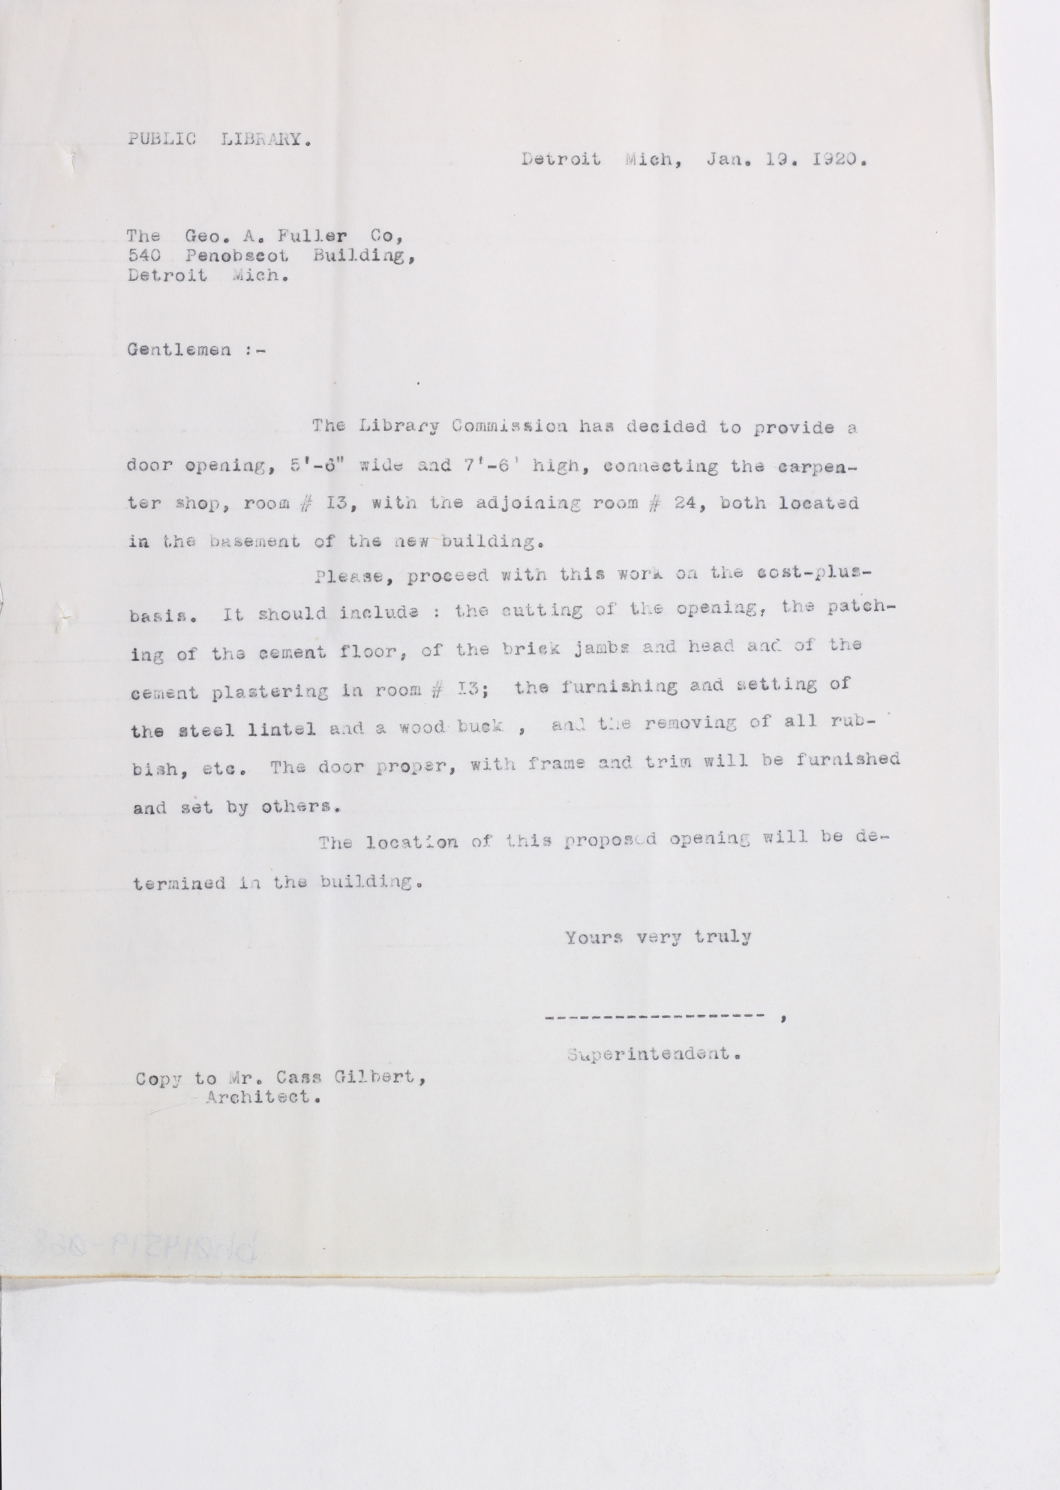 PUBLIC LIBRARY.
Detroit Mich, Jan. 19. I920.
The Geo. A. Fuller Co,
540 Penobscot Building,
Detroit Mich.
Gentlemen :-
The Library Commission has decided to provide a
door opening, 5'-6" wide and 7'-6' high, connecting the carpen-
ter shop, room # I3, with the adjoining room # 24, both located
in the basement of the new building.
Please, proceed with this work on the cost-plus-
basis. It should include : the cutting of the opening, the patch-
ing of the cement floor, of the brick jambs and head and of the
cement plastering in room # I3; the furnishing and setting of
the steel lintel and a wood buck , and the removing of all rub-
bish, etc. The door proper, with frame and trim will be furnished
and set by others.
The location of this proposed opening will be de-
termined in the building.
Yours very truly
------------------- ,
Superintendent.
Copy to Mr. Cass Gilbert,
Architect.